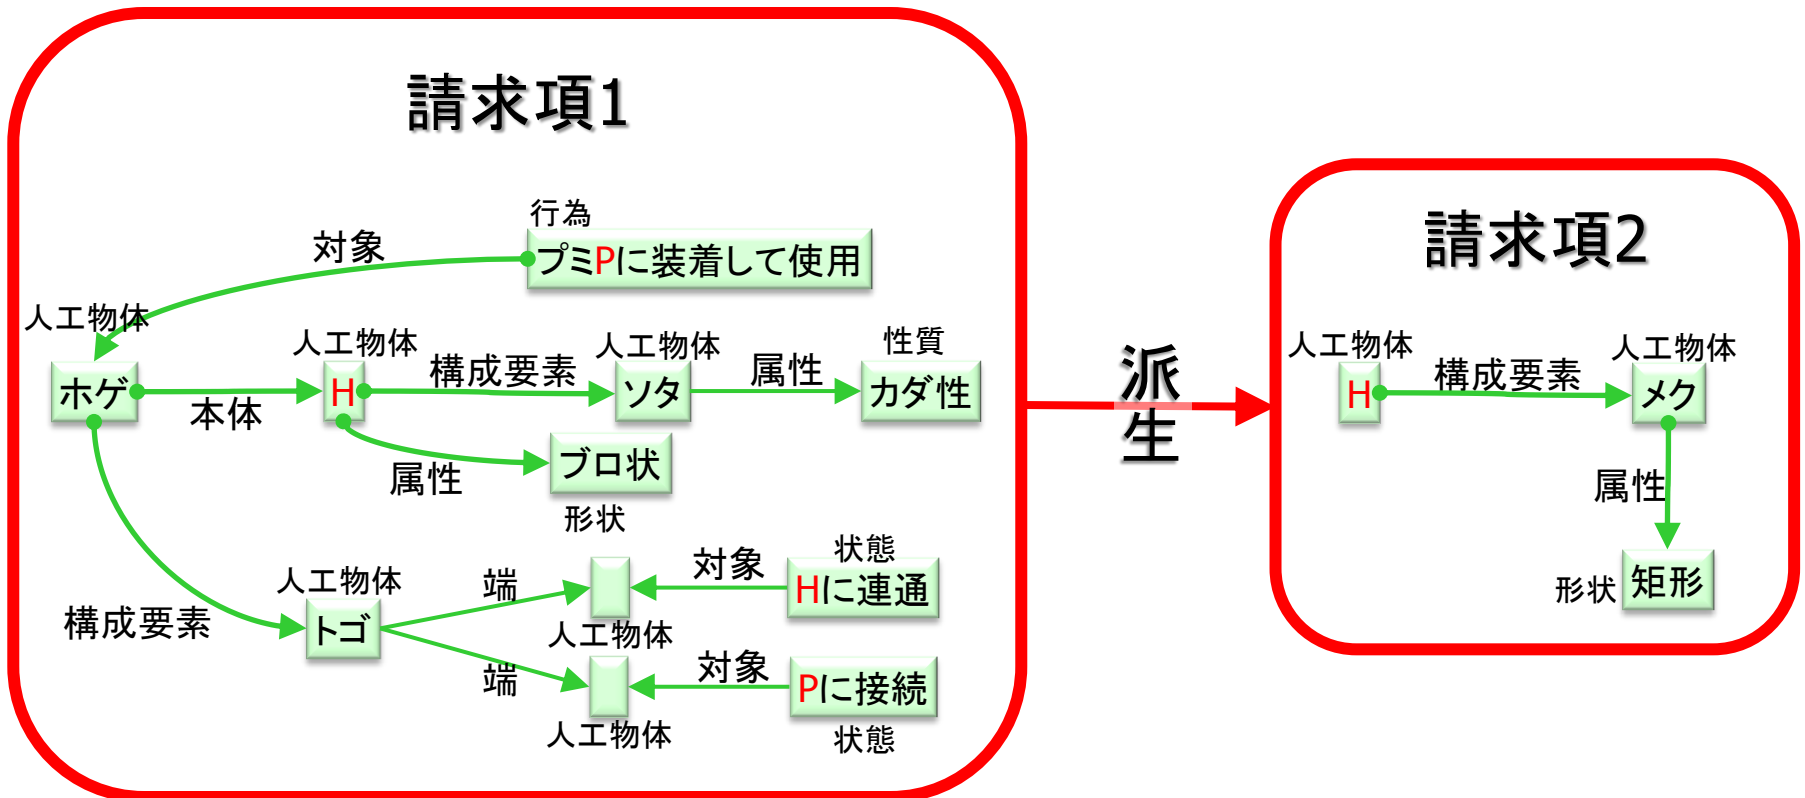 請求項1
行為
対象
プミPに装着して使用
人工物体
ホゲ
本体
人工物体
H
構成要素
人工物体
ソタ
属性
性質
カダ性
属性
ブロ状
形状
構成要素
人工物体
トゴ
端
人工物体
対象
状態
Hに連通
端
人工物体
対象
Pに接続
状態
派生
請求項2
人工物体
H
構成要素
人工物体
メク
属性
形状
矩形